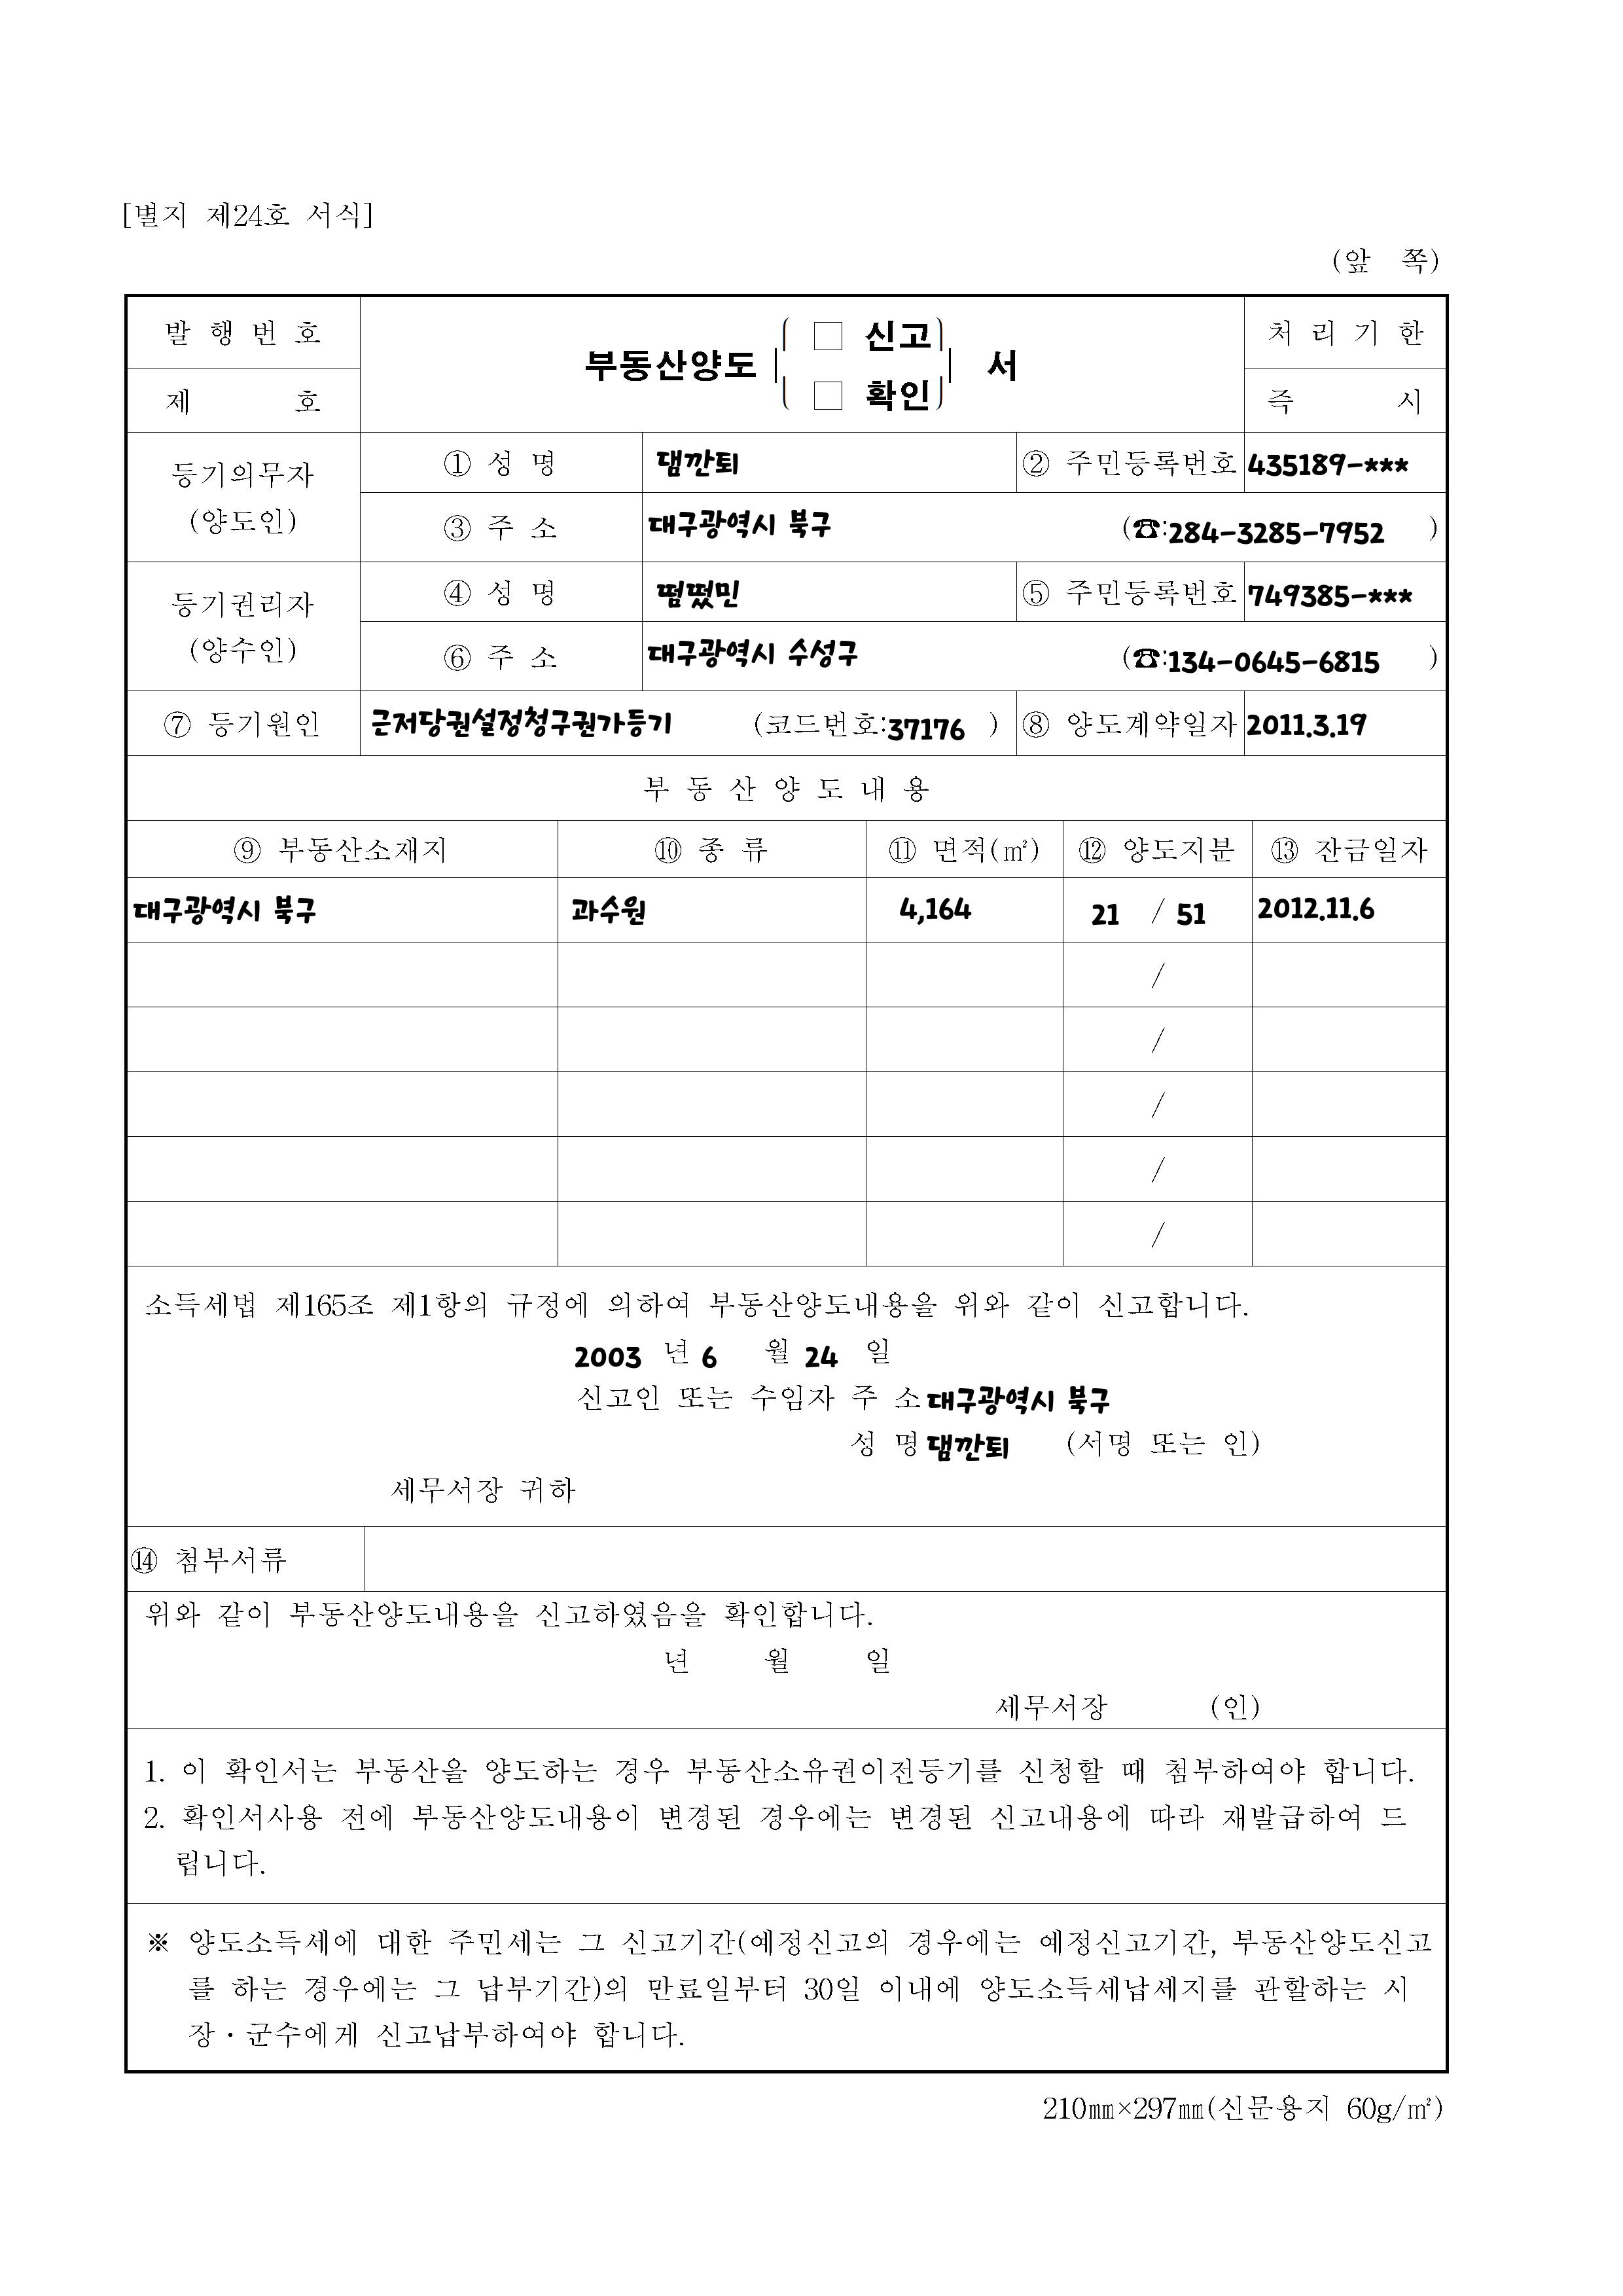 [별지 제24호 서식]
(앞 쪽)
발 행 번 호
제 호
부동산양도 □ 신고 □ 확인 서
처 리 기 한
즉 시
등기의무자
(양도인)
① 성 명 댐깐퇴 ② 주민등록번호 435189-***
③ 주 소 대구광역시 북구 (☎:284-3285-7952 )
등기권리자
(양수인)
④ 성 명 떰떴민 ⑤ 주민등록번호 749385-***
⑥ 주 소 대구광역시 수성구 (☎:134-0645-6815 )
⑦ 등기원인 근저당권설정청구권가등기 (코드번호:37176 ) ⑧ 양도계약일자 2011.3.19
부 동 산 양 도 내 용
⑨ 부동산소재지 ⑩ 종 류 ⑪ 면적(㎡) ⑫ 양도지분 ⑬ 잔금일자
대구광역시 북구 과수원 4,164 21 / 51 2012.11.6
/
/
/
/
/
소득세법 제165조 제1항의 규정에 의하여 부동산양도내용을 위와 같이 신고합니다.
2003 년 6 월 24 일
신고인 또는 수임자 주 소 대구광역시 북구
성 명 댐깐퇴 (서명 또는 인)
세무서장 귀하
⑭ 첨부서류
위와 같이 부동산양도내용을 신고하였음을 확인합니다.
년 월 일
세무서장 (인)
1. 이 확인서는 부동산을 양도하는 경우 부동산소유권이전등기를 신청할 때 첨부하여야 합니다.
2. 확인서사용 전에 부동산양도내용이 변경된 경우에는 변경된 신고내용에 따라 재발급하여 드
립니다.
※ 양도소득세에 대한 주민세는 그 신고기간(예정신고의 경우에는 예정신고기간, 부동산양도신고
를 하는 경우에는 그 납부기간)의 만료일부터 30일 이내에 양도소득세납세지를 관할하는 시
장·군수에게 신고납부하여야 합니다.
210㎜×297㎜(신문용지 60g/㎡)